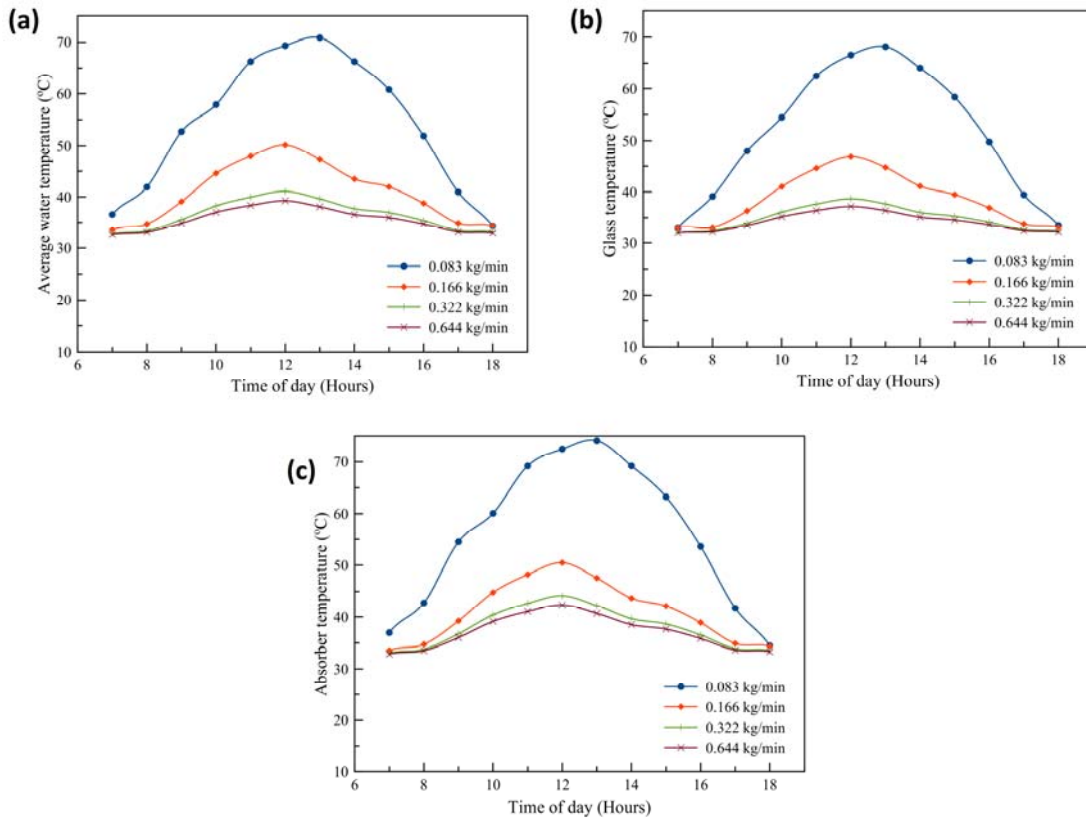 (a)
Average water temperature (ºC)
70
60
50
40
30
20
10
6
8
10
12
14
16
18
Time of day (Hours)
0.083 kg/min
0.166 kg/min
0.322 kg/min
0.644 kg/min
(b)
Glass temperature (ºC)
70
60
50
40
30
20
10
6
8
10
12
14
16
18
Time of day (Hours)
0.083 kg/min
0.166 kg/min
0.322 kg/min
0.644 kg/min
(c)
Absorber temperature (ºC)
70
60
50
40
30
20
10
6
8
10
12
14
16
18
Time of day (Hours)
0.083 kg/min
0.166 kg/min
0.322 kg/min
0.644 kg/min